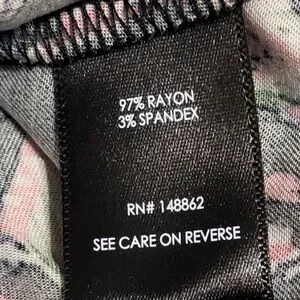 97% RAYON
3% SPANDEX
RN# 148862
SEE CARE ON REVERSE